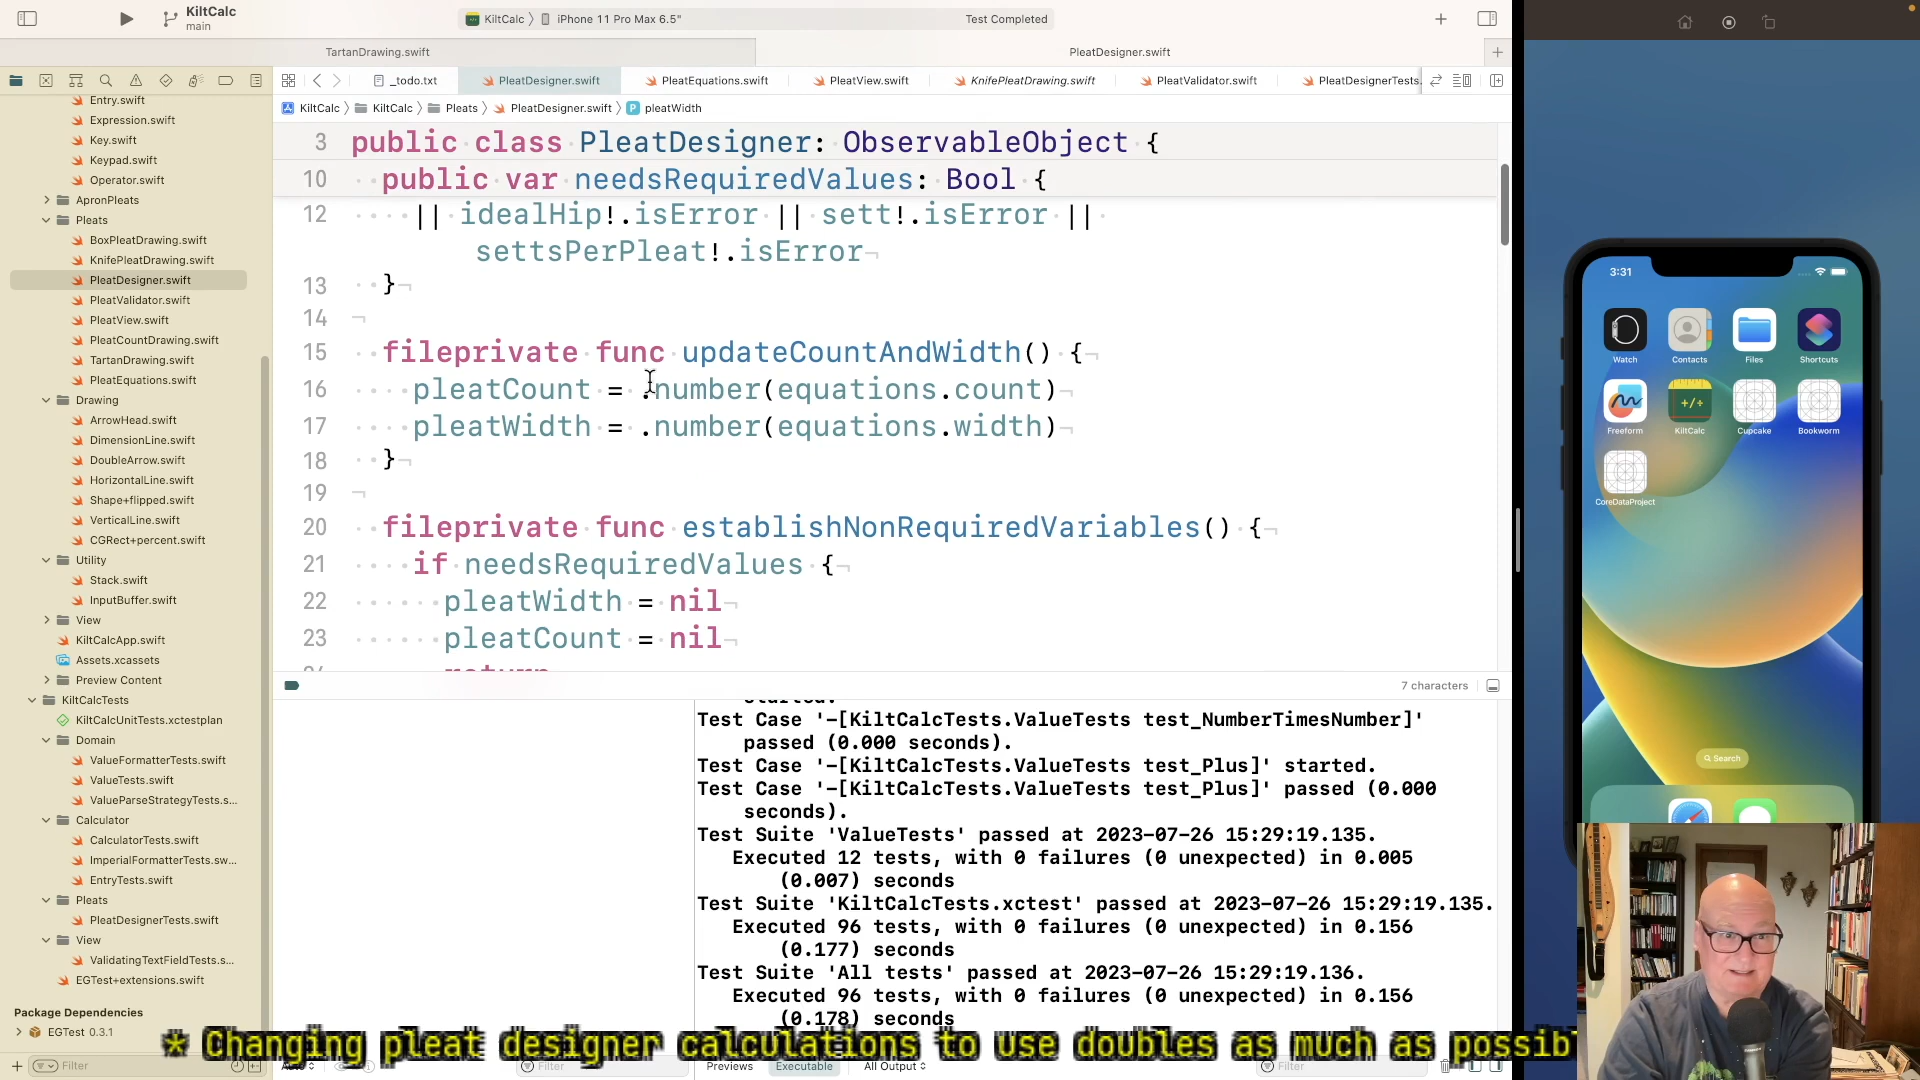 KiltCalc
main
KiltCalc
iPhone 11 Pro Max 6.5"
Test Completed
TartanDrawing.swift
PleatDesigner.swift
_todo.txt
PleatDesigner.swift
PleatEquations.swift
PleatView.swift
KnifePleatDrawing.swift
PleatValidator.swift
PleatDesignerTests.
KiltCalc
KiltCalc
Pleats
PleatDesigner.swift
P pleatWidth
Entry.swift
Expression.swift
Key.swift
Keypad.swift
Operator.swift
ApronPleats
Pleats
BoxPleatDrawing.swift
KnifePleatDrawing.swift
PleatDesigner.swift
PleatValidator.swift
PleatView.swift
PleatCountDrawing.swift
TartanDrawing.swift
PleatEquations.swift
Drawing
ArrowHead.swift
DimensionLine.swift
DoubleArrow.swift
HorizontalLine.swift
Shape+flipped.swift
VerticalLine.swift
CGRect+percent.swift
Utility
Stack.swift
InputBuffer.swift
View
KiltCalcApp.swift
Assets.xcassets
Preview Content
KiltCalcTests
KiltCalcUnitTests.xctestplan
Domain
ValueFormatterTests.swift
ValueTests.swift
ValueParseStrategyTests.s...
Calculator
CalculatorTests.swift
ImperialFormatterTests.sw...
EntryTests.swift
Pleats
PleatDesignerTests.swift
View
ValidatingTextFieldTests.s...
EGTest+extensions.swift
Package Dependencies
EGTest 0.3.1
Filter
3 public class PleatDesigner: ObservableObject {
10 public var needsRequiredValues: Bool {
12 || idealHip!.isError || sett!.isError ||
settsPerPleat!.isError
13 }
14
15 fileprivate func updateCountAndWidth() {
16 pleatCount = .number(equations.count)
17 pleatWidth = .number(equations.width)
18 }
19
20 fileprivate func establishNonRequiredVariables() {
21 if needsRequiredValues {
22 pleatWidth = nil
23 pleatCount = nil
return
7 characters
started.
Test Case '-[KiltCalcTests.ValueTests test_NumberTimesNumber]'
passed (0.000 seconds).
Test Case '-[KiltCalcTests.ValueTests test_Plus]' started.
Test Case '-[KiltCalcTests.ValueTests test_Plus]' passed (0.000
seconds).
Test Suite 'ValueTests' passed at 2023-07-26 15:29:19.135.
Executed 12 tests, with 0 failures (0 unexpected) in 0.005
(0.007) seconds
Test Suite 'KiltCalcTests.xctest' passed at 2023-07-26 15:29:19.135.
Executed 96 tests, with 0 failures (0 unexpected) in 0.156
(0.177) seconds
Test Suite 'All tests' passed at 2023-07-26 15:29:19.136.
Executed 96 tests, with 0 failures (0 unexpected) in 0.156
(0.178) seconds
* Changing pleat designer calculations to use doubles as much as possib
Auto
Filter
Previews
Executable
All Output
Filter
3:31
Watch
Contacts
Files
Shortcuts
Freeform
+/÷
KiltCalc
Cupcake
Bookworm
CoreDataProject
Search